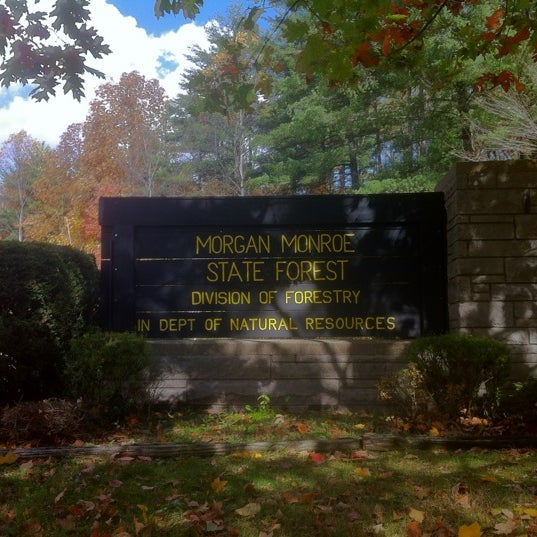 MORGAN MONROE
STATE FOREST
DIVISION OF FORESTRY
IN DEPT OF NATURAL RESOURCES